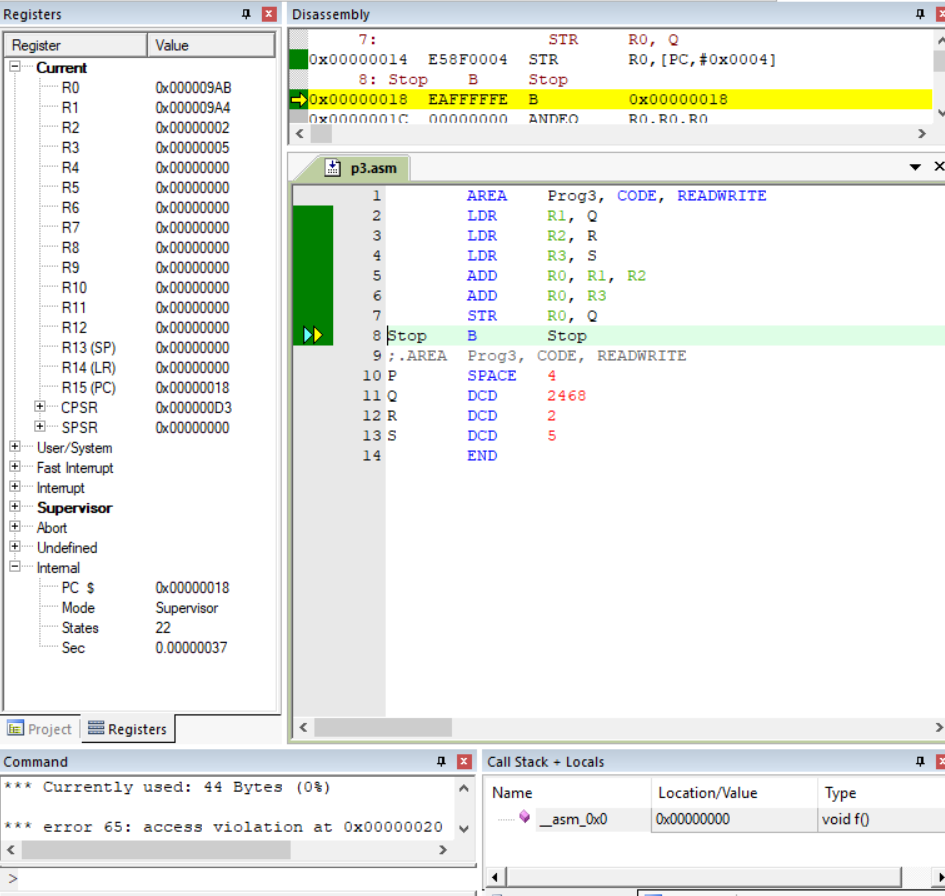 Registers
Register Value
Current
R0 0x000009AB
R1 0x000009A4
R2 0x00000002
R3 0x00000005
R4 0x00000000
R5 0x00000000
R6 0x00000000
R7 0x00000000
R8 0x00000000
R9 0x00000000
R10 0x00000000
R11 0x00000000
R12 0x00000000
R13 (SP) 0x00000000
R14 (LR) 0x00000000
R15 (PC) 0x00000018
CPSR 0x000000D3
SPSR 0x00000000
User/System
Fast Interrupt
Interrupt
Supervisor
Abort
Undefined
Internal
PC $ 0x00000018
Mode Supervisor
States 22
Sec 0.00000037
Project Registers
Disassembly
7: STR R0, Q
0x00000014 E58F0004 STR R0,[PC,#0x0004]
8: Stop B Stop
0x00000018 EAFFFFFE B 0x00000018
0x0000001C 00000000 ANDEQ R0,R0,R0
p3.asm
1 AREA Prog3, CODE, READWRITE
2 LDR R1, Q
3 LDR R2, R
4 LDR R3, S
5 ADD R0, R1, R2
6 ADD R0, R3
7 STR R0, Q
8 Stop B Stop
9 ;.AREA Prog3, CODE, READWRITE
10 P SPACE 4
11 Q DCD 2468
12 R DCD 2
13 S DCD 5
14 END
Command
*** Currently used: 44 Bytes (0%)
*** error 65: access violation at 0x00000020
>
Call Stack + Locals
Name Location/Value Type
__asm_0x0 0x00000000 void f()